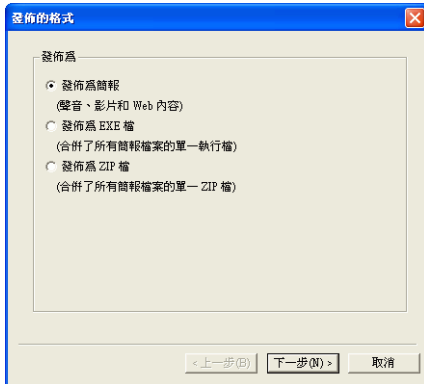 發佈的格式
發佈為
發佈為簡報
(聲音、影片和 Web 內容)
發佈為 EXE 檔
(合併了所有簡報檔案的單一執行檔)
發佈為 ZIP 檔
(合併了所有簡報檔案的單一 ZIP 檔)
<上一步(B) 下一步(N) > 取消